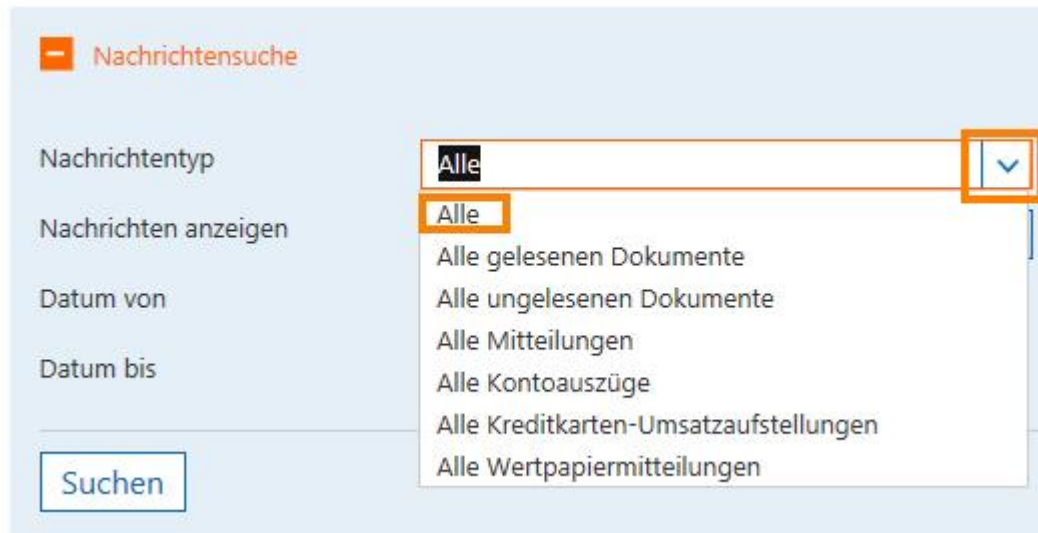 Nachrichtensuche
Nachrichtentyp
Alle
Alle
Nachrichten anzeigen
Alle gelesenen Dokumente
Datum von
Alle ungelesenen Dokumente
Alle Mitteilungen
Datum bis
Alle Kontoauszüge
Alle Kreditkarten-Umsatzaufstellungen
Alle Wertpapiermitteilungen
Suchen